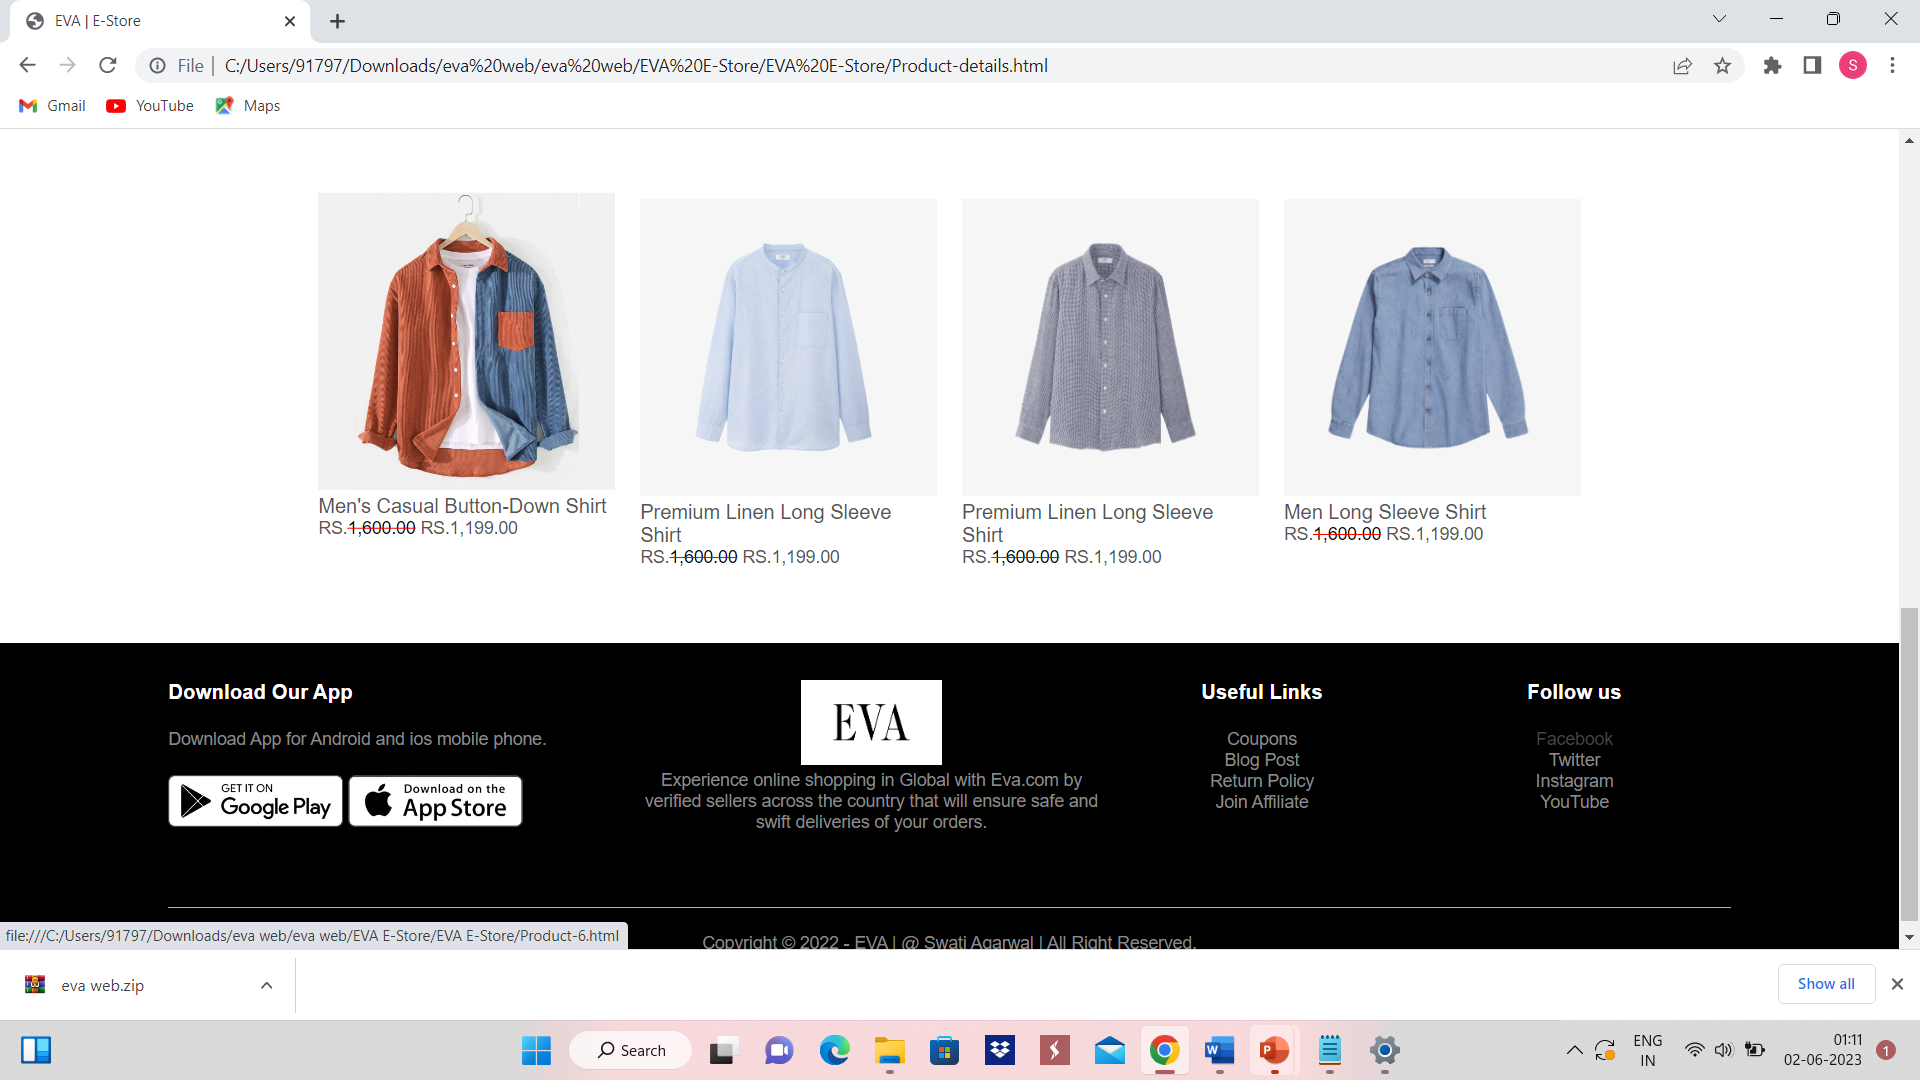 EVA | E-Store
File | C:/Users/91797/Downloads/eva%20web/eva%20web/EVA%20E-Store/EVA%20E-Store/Product-details.html
S
Gmail YouTube Maps
Men's Casual Button-Down Shirt
RS.1,600.00 RS.1,199.00
Premium Linen Long Sleeve
Shirt
RS.1,600.00 RS.1,199.00
Premium Linen Long Sleeve
Shirt
RS.1,600.00 RS.1,199.00
Men Long Sleeve Shirt
RS.1,600.00 RS.1,199.00
Download Our App
Download App for Android and ios mobile phone.
GET IT ON
Google Play
Download on the
App Store
EVA
Experience online shopping in Global with Eva.com by
verified sellers across the country that will ensure safe and
swift deliveries of your orders.
Useful Links
Coupons
Blog Post
Return Policy
Join Affiliate
Follow us
Facebook
Twitter
Instagram
YouTube
file:///C:/Users/91797/Downloads/eva web/eva web/EVA E-Store/EVA E-Store/Product-6.html
Copyright © 2022 - EVA | @ Swati Agarwal | All Right Reserved.
eva web.zip
Show all
Search
W
P
ENG
IN
01:11
02-06-2023
1